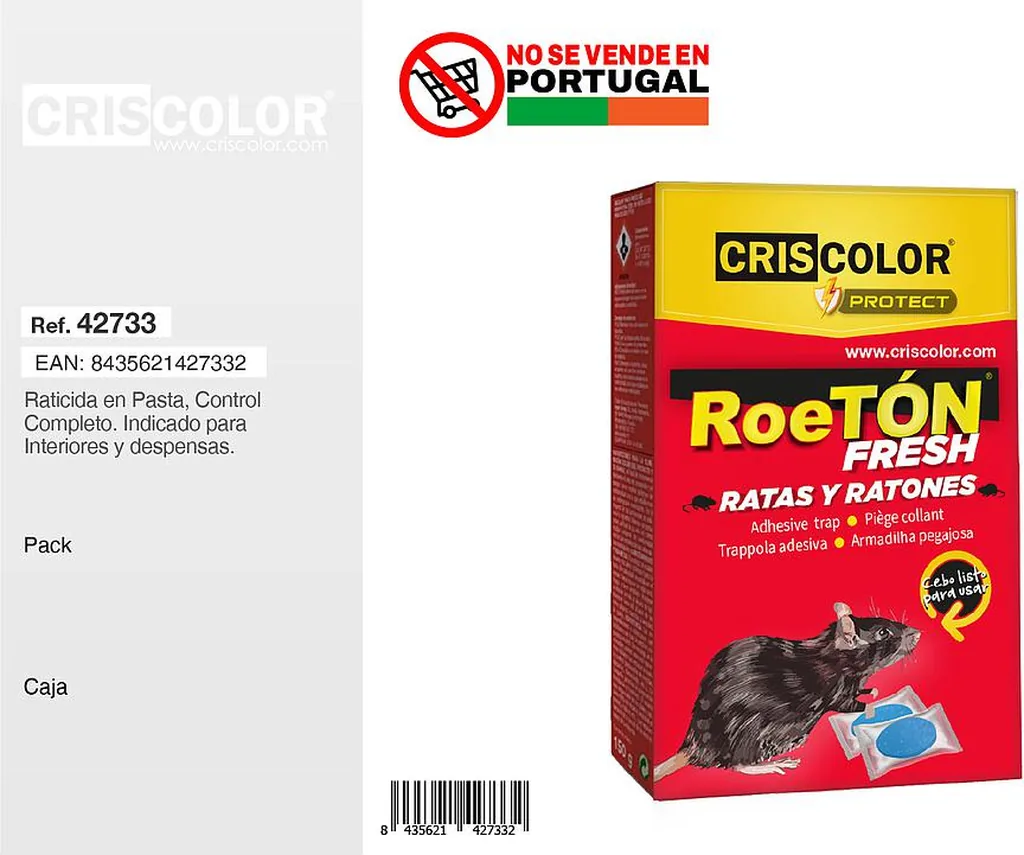 CRISCOLOR®
www.criscolor.com
NO SE VENDE EN
PORTUGAL
Ref. 42733
EAN: 8435621427332
Raticida en Pasta, Control
Completo. Indicado para
Interiores y despensas.
Pack
Caja
CRISCOLOR®
PROTECT
www.criscolor.com
RoeTÓN®
FRESH
RATAS Y RATONES
Adhesive trap ● Piège collant
Trappola adesiva ● Armadilha pegajosa
Cebo listo
para usar
150 g
8 435621 427332